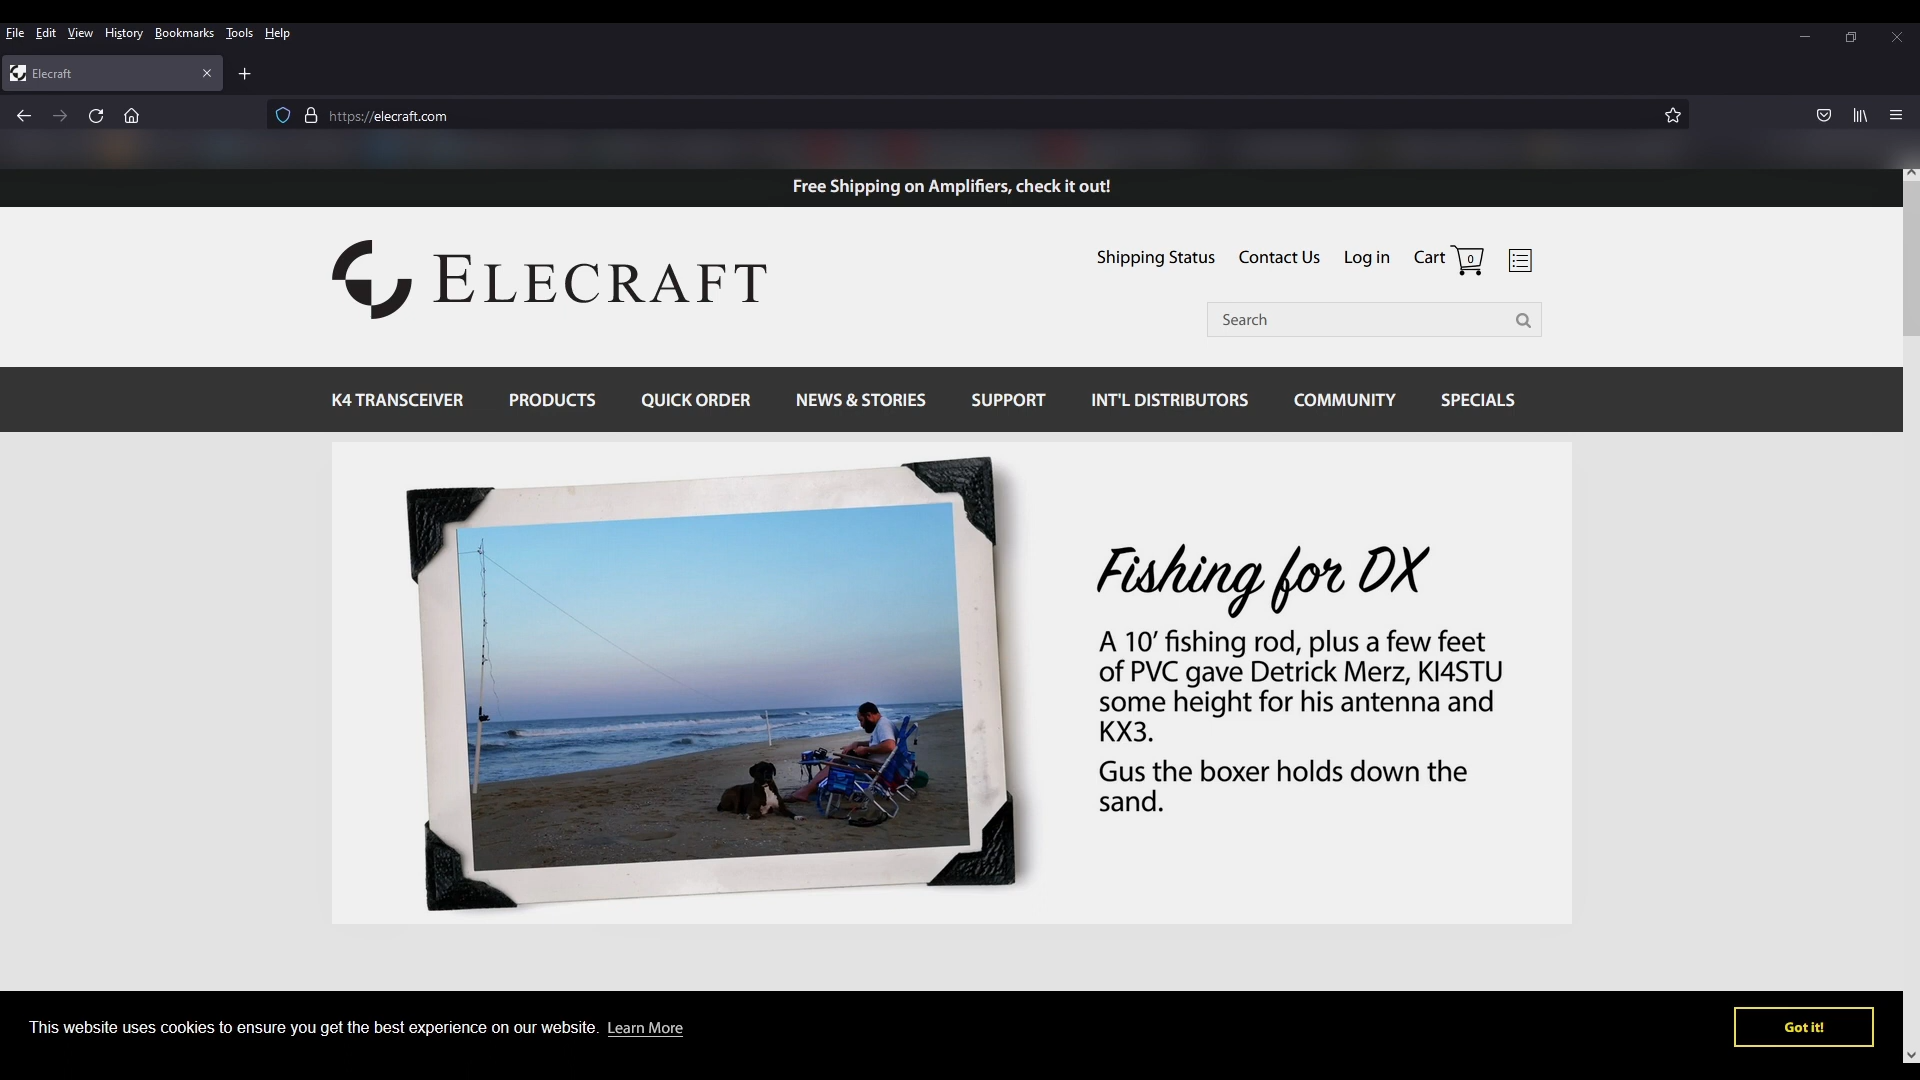 File Edit View History Bookmarks Tools Help
Elecraft
https://elecraft.com
Free Shipping on Amplifiers, check it out!
ELECRAFT
Shipping Status Contact Us Log in Cart 0
Search
K4 TRANSCEIVER PRODUCTS QUICK ORDER NEWS & STORIES SUPPORT INT'L DISTRIBUTORS COMMUNITY SPECIALS
Fishing for DX
A 10’ fishing rod, plus a few feet
of PVC gave Detrick Merz, KI4STU
some height for his antenna and
KX3.
Gus the boxer holds down the
sand.
This website uses cookies to ensure you get the best experience on our website. Learn More
Got it!